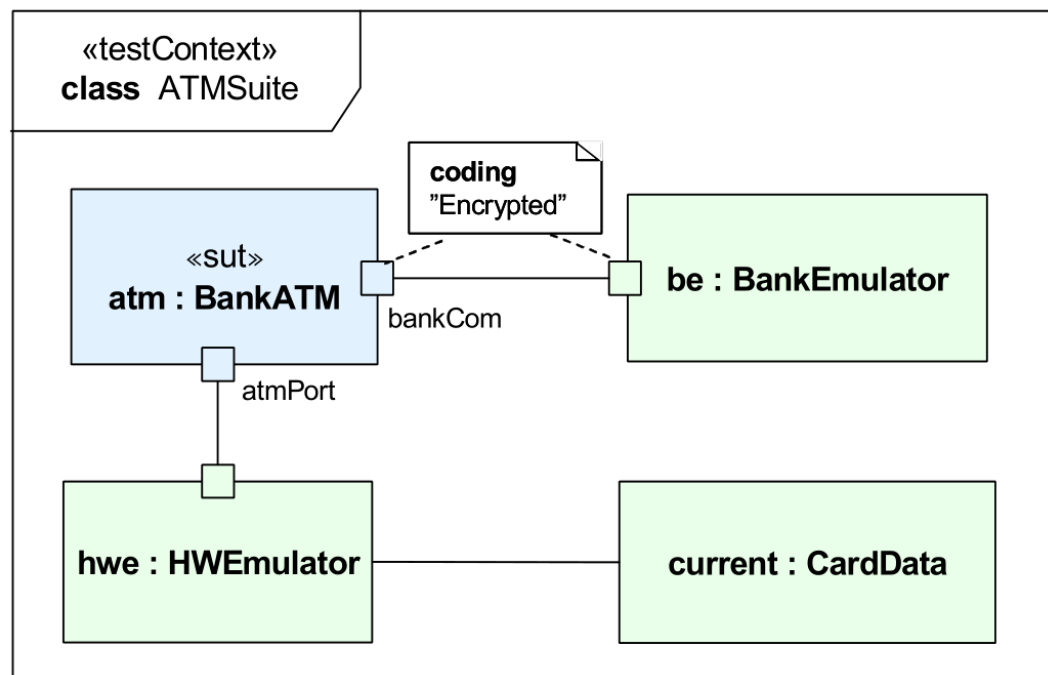 «testContext»
class ATMSuite
coding
”Encrypted”
«sut»
atm : BankATM
be : BankEmulator
bankCom
atmPort
hwe : HWEmulator
current : CardData